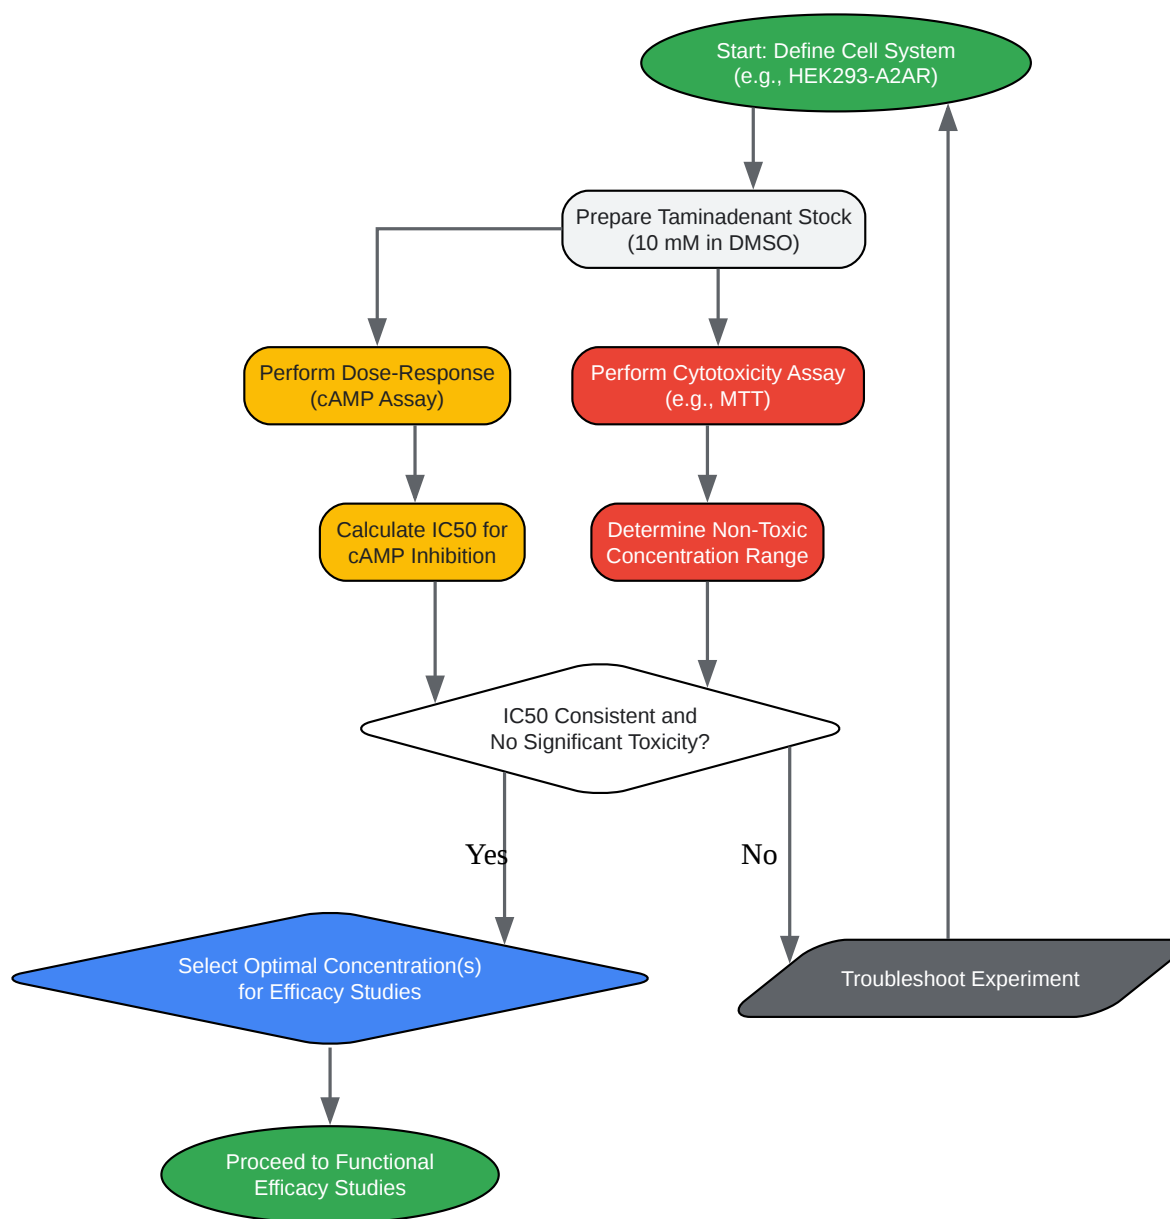 Start: Define Cell System
(e.g., HEK293-A2AR)
Prepare Taminadenant Stock
(10 mM in DMSO)
Perform Dose-Response
(cAMP Assay)
Perform Cytotoxicity Assay
(e.g., MTT)
Calculate IC50 for
cAMP Inhibition
Determine Non-Toxic
Concentration Range
IC50 Consistent and
No Significant Toxicity?
Yes
No
Select Optimal Concentration(s)
for Efficacy Studies
Troubleshoot Experiment
Proceed to Functional
Efficacy Studies